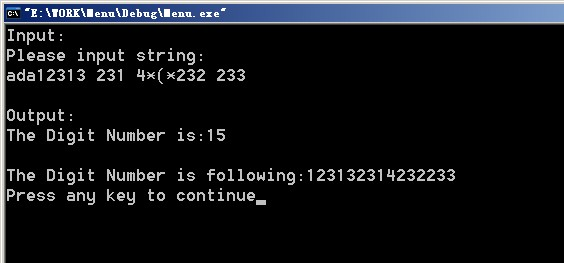 "E:\WORK\Menu\Debug\Menu.exe"
Input:
Please input string:
ada12313 231 4*(*232 233
Output:
The Digit Number is:15
The Digit Number is following:123132314232233
Press any key to continue_